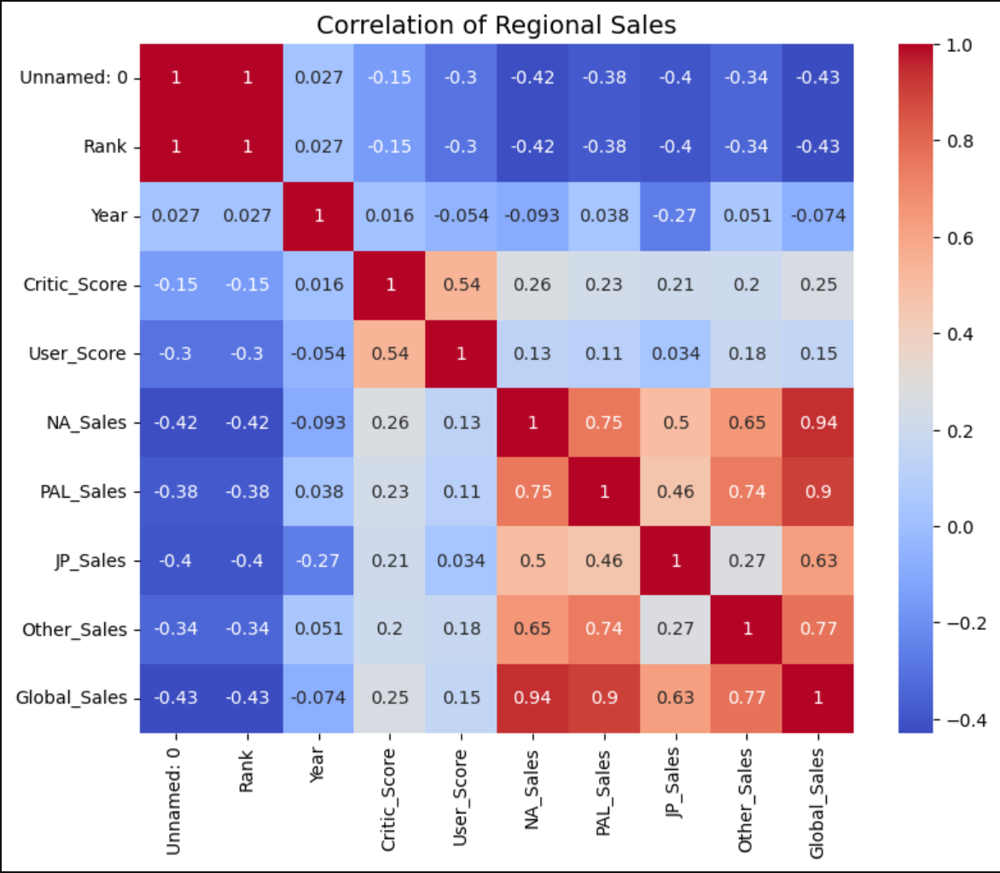 Correlation of Regional Sales
Unnamed: 0 1 1 0.027 -0.15 -0.3 -0.42 -0.38 -0.4 -0.34 -0.43
Rank 1 1 0.027 -0.15 -0.3 -0.42 -0.38 -0.4 -0.34 -0.43
Year 0.027 0.027 1 0.016 -0.054 -0.093 0.038 -0.27 0.051 -0.074
Critic_Score -0.15 -0.15 0.016 1 0.54 0.26 0.23 0.21 0.2 0.25
User_Score -0.3 -0.3 -0.054 0.54 1 0.13 0.11 0.034 0.18 0.15
NA_Sales -0.42 -0.42 -0.093 0.26 0.13 1 0.75 0.5 0.65 0.94
PAL_Sales -0.38 -0.38 0.038 0.23 0.11 0.75 1 0.46 0.74 0.9
JP_Sales -0.4 -0.4 -0.27 0.21 0.034 0.5 0.46 1 0.27 0.63
Other_Sales -0.34 -0.34 0.051 0.2 0.18 0.65 0.74 0.27 1 0.77
Global_Sales -0.43 -0.43 -0.074 0.25 0.15 0.94 0.9 0.63 0.77 1
Unnamed: 0 Rank Year Critic_Score User_Score NA_Sales PAL_Sales JP_Sales Other_Sales Global_Sales
1.0
0.8
0.6
0.4
0.2
0.0
−0.2
−0.4